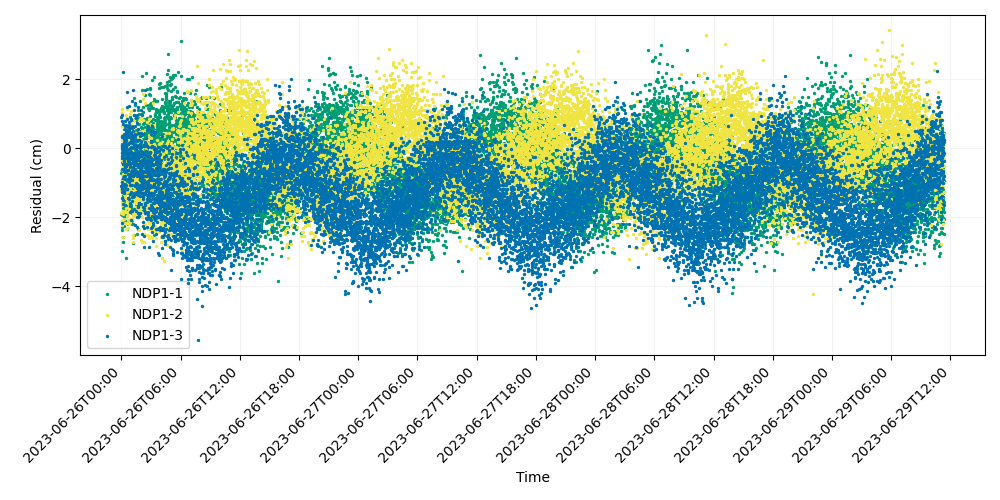 Residual (cm)
2
0
−2
−4
NDP1-1
NDP1-2
NDP1-3
2023-06-26T00:00
2023-06-26T06:00
2023-06-26T12:00
2023-06-26T18:00
2023-06-27T00:00
2023-06-27T06:00
2023-06-27T12:00
2023-06-27T18:00
2023-06-28T00:00
2023-06-28T06:00
2023-06-28T12:00
2023-06-28T18:00
2023-06-29T00:00
2023-06-29T06:00
2023-06-29T12:00
Time